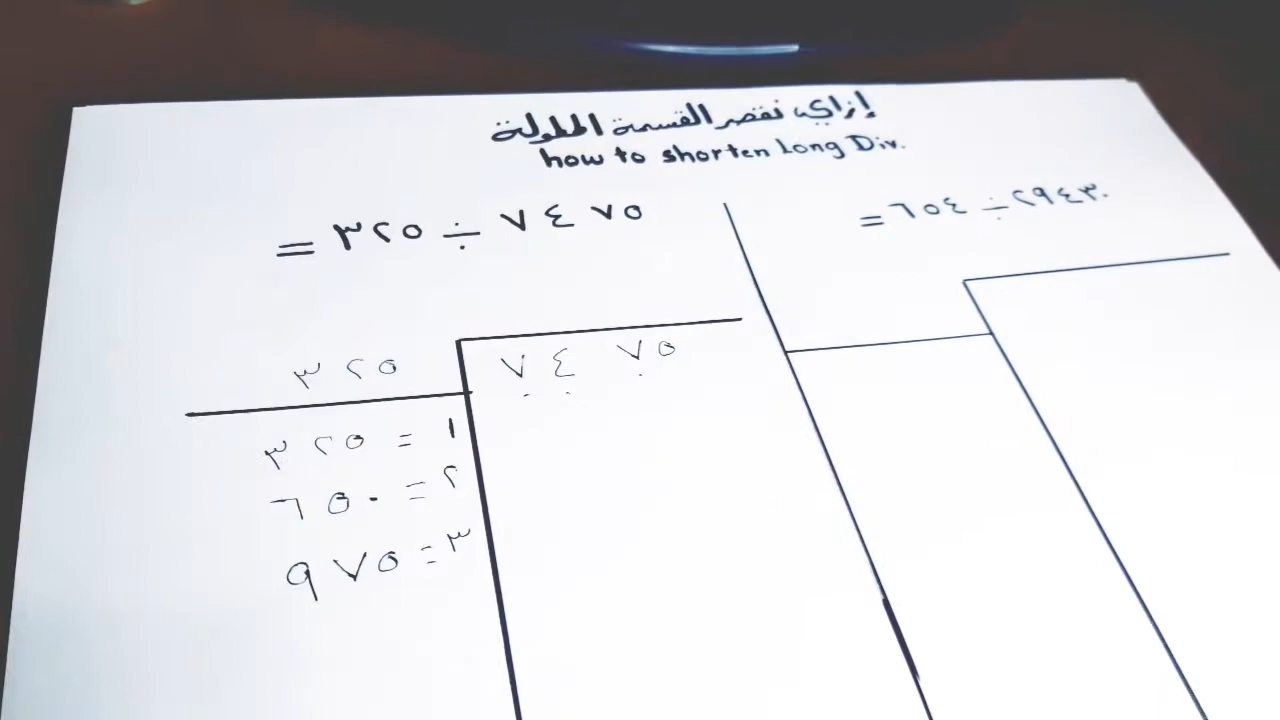 إزاي نقصر القسمة المطولة
how to shorten Long Div.
٧٤٧٥ ÷ ٣٢٥ =
٢٩٤٣٠ ÷ ٦٥٤ =
٧٤٧٥
٣٢٥
١ = ٣٢٥
٢ = ٦٥٠
٣ = ٩٧٥